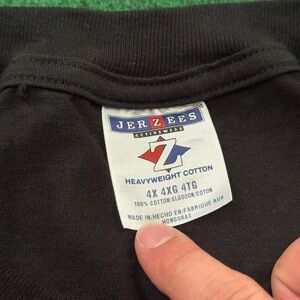 JERZEES
ACTIVEWEAR
Z
HEAVYWEIGHT COTTON
4X 4XG 4TG
100% COTTON/ALGODON/COTON
MADE IN/HECHO EN/FABRIQUE AUX
HONDURAS